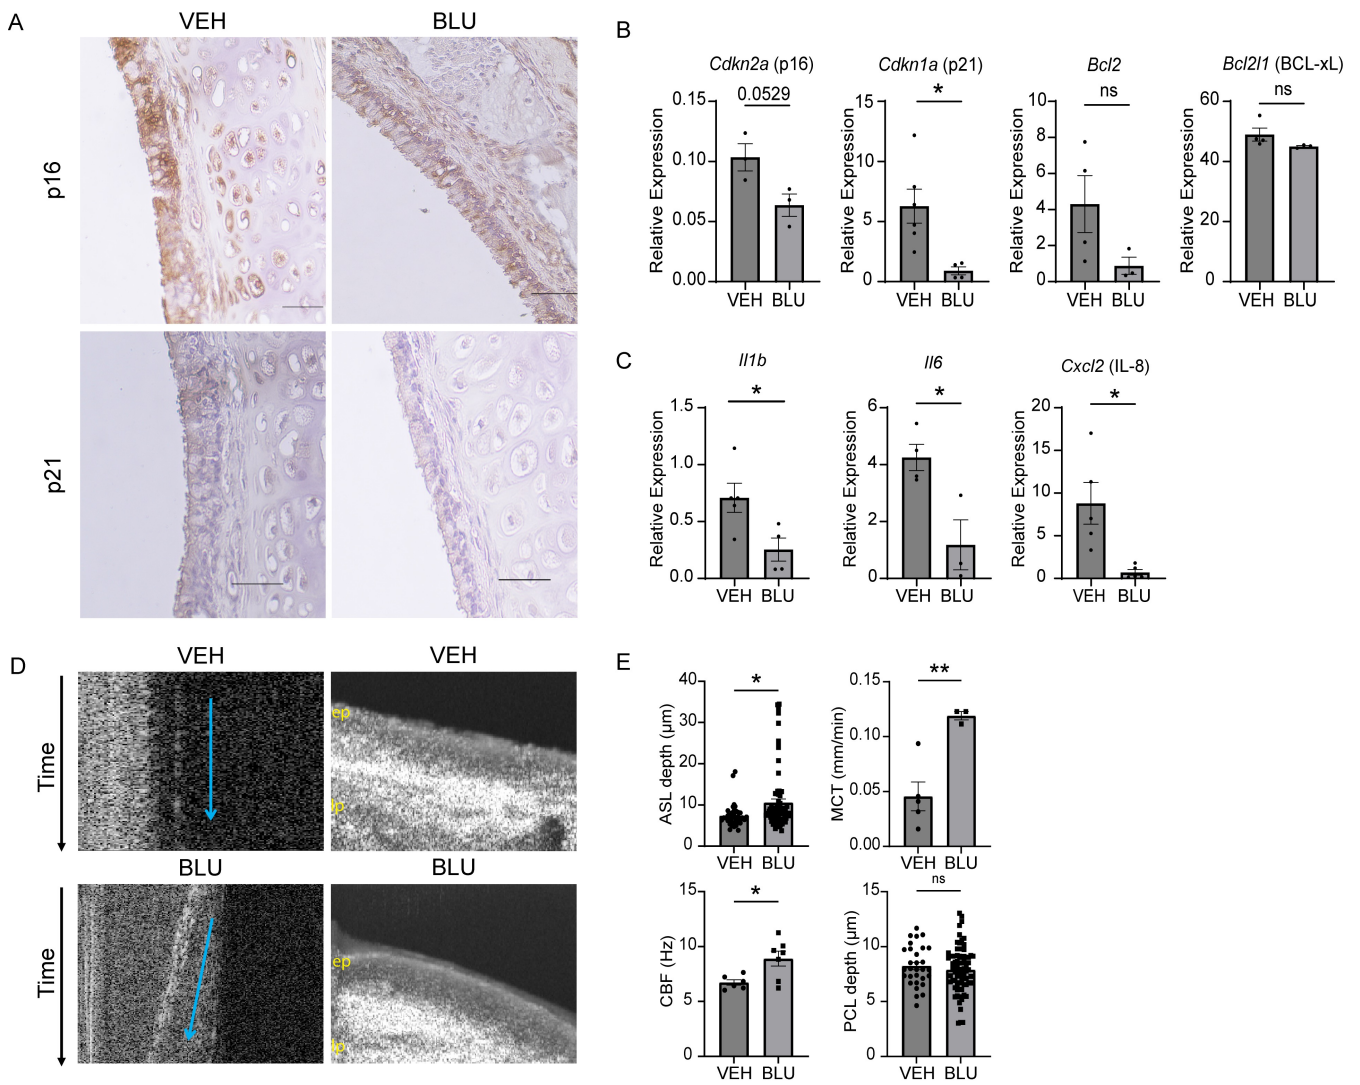 A
VEH
BLU
p16
p21
B
Cdkn2a (p16)
0.0529
Relative Expression
0.15
0.10
0.05
0.00
VEH BLU
Cdkn1a (p21)
*
Relative Expression
15
10
5
0
VEH BLU
Bcl2
ns
Relative Expression
10
8
6
4
2
0
VEH BLU
Bcl2l1 (BCL-xL)
ns
Relative Expression
60
40
20
0
VEH BLU
C
Il1b
*
Relative Expression
1.5
1.0
0.5
0.0
VEH BLU
Il6
*
Relative Expression
6
4
2
0
VEH BLU
Cxcl2 (IL-8)
*
Relative Expression
20
15
10
5
0
VEH BLU
D
VEH
VEH
Time
ep
lp
BLU
BLU
Time
ep
lp
E
*
ASL depth (μm)
40
30
20
10
0
VEH BLU
**
MCT (mm/min)
0.15
0.10
0.05
0.00
VEH BLU
*
CBF (Hz)
15
10
5
0
VEH BLU
ns
PCL depth (μm)
15
10
5
0
VEH BLU